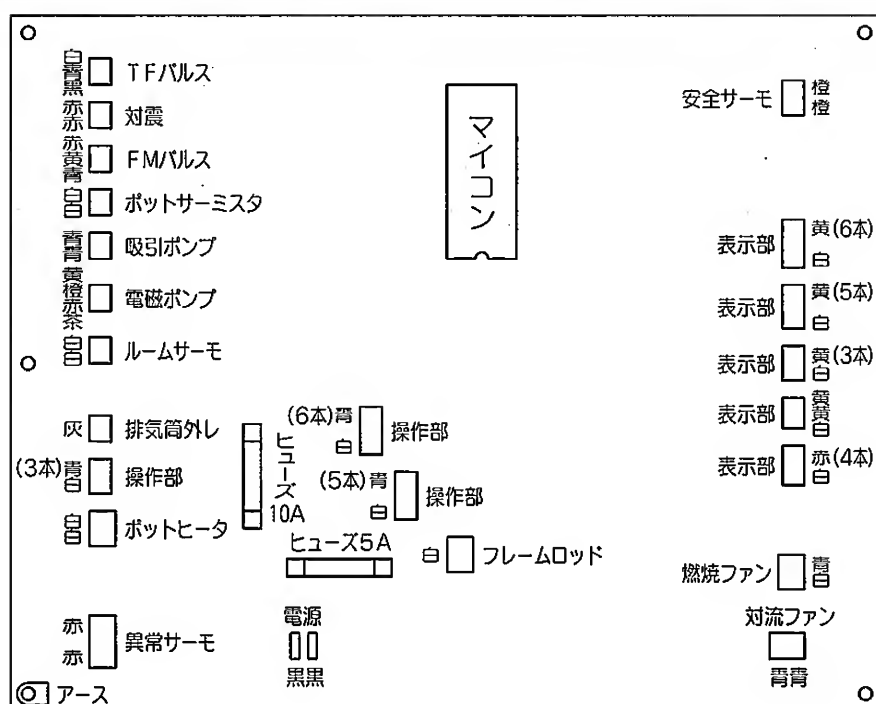 白青黒 TFパルス
赤赤 対震
赤黄青 FMパルス
白白 ポットサーミスタ
青青 吸引ポンプ
黄橙赤茶 電磁ポンプ
白白 ルームサーモ
灰 排気筒外レ
(3本)青白 操作部
白白 ポットヒータ
赤
赤
異常サーモ
アース
マイコン
ヒューズ
10A
(6本)青
白
操作部
(5本)青
白
操作部
ヒューズ5A
白 フレームロッド
電源
黒黒
安全サーモ 橙橙
表示部 黄(6本)
白
表示部 黄(5本)
白
表示部 黄(3本)
白
表示部 黄黄白
表示部 赤(4本)
白
燃焼ファン 青白
対流ファン
青青